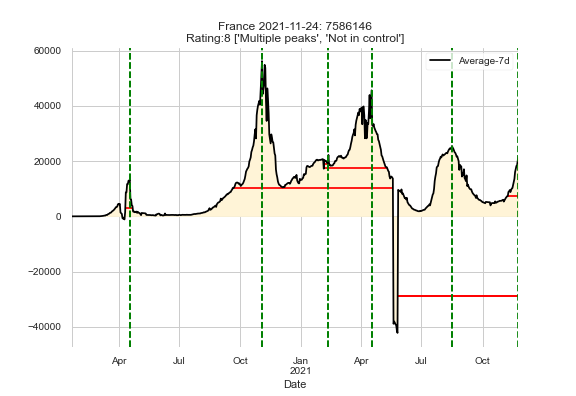 France 2021-11-24: 7586146
Rating:8 ['Multiple peaks', 'Not in control']
Average-7d
60000
40000
20000
0
−20000
−40000
Apr
Jul
Oct
Jan
2021
Apr
Jul
Oct
Date